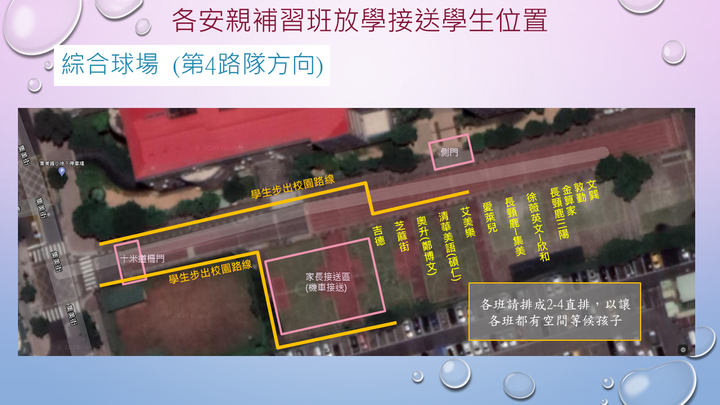 各安親補習班放學接送學生位置
綜合球場 (第4路隊方向)
側門
學生步出校園路線
十米道柵門
學生步出校園路線
家長接送區
(機車接送)
吉德
芝蔴街
奧升(鄭博文)
清華美語(碩仁)
艾美樂
愛萊兒
長頸鹿—集美
徐薇英文—欣和
長頸鹿三陽
金算家
敦勤
文巽
各班請排成2-4直排，以讓
各班都有空間等候孩子